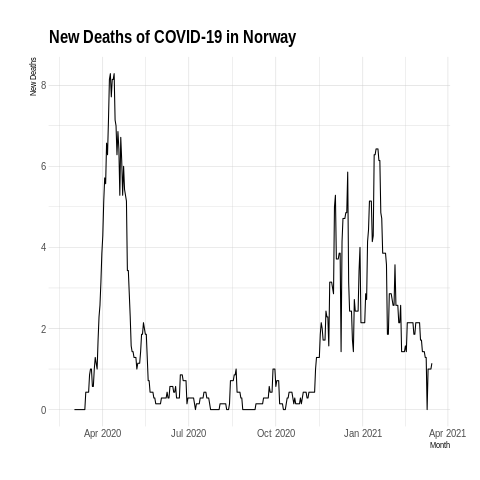 New Deaths of COVID-19 in Norway
New Deaths
8
6
4
2
0
Apr 2020
Jul 2020
Oct 2020
Jan 2021
Apr 2021
Month